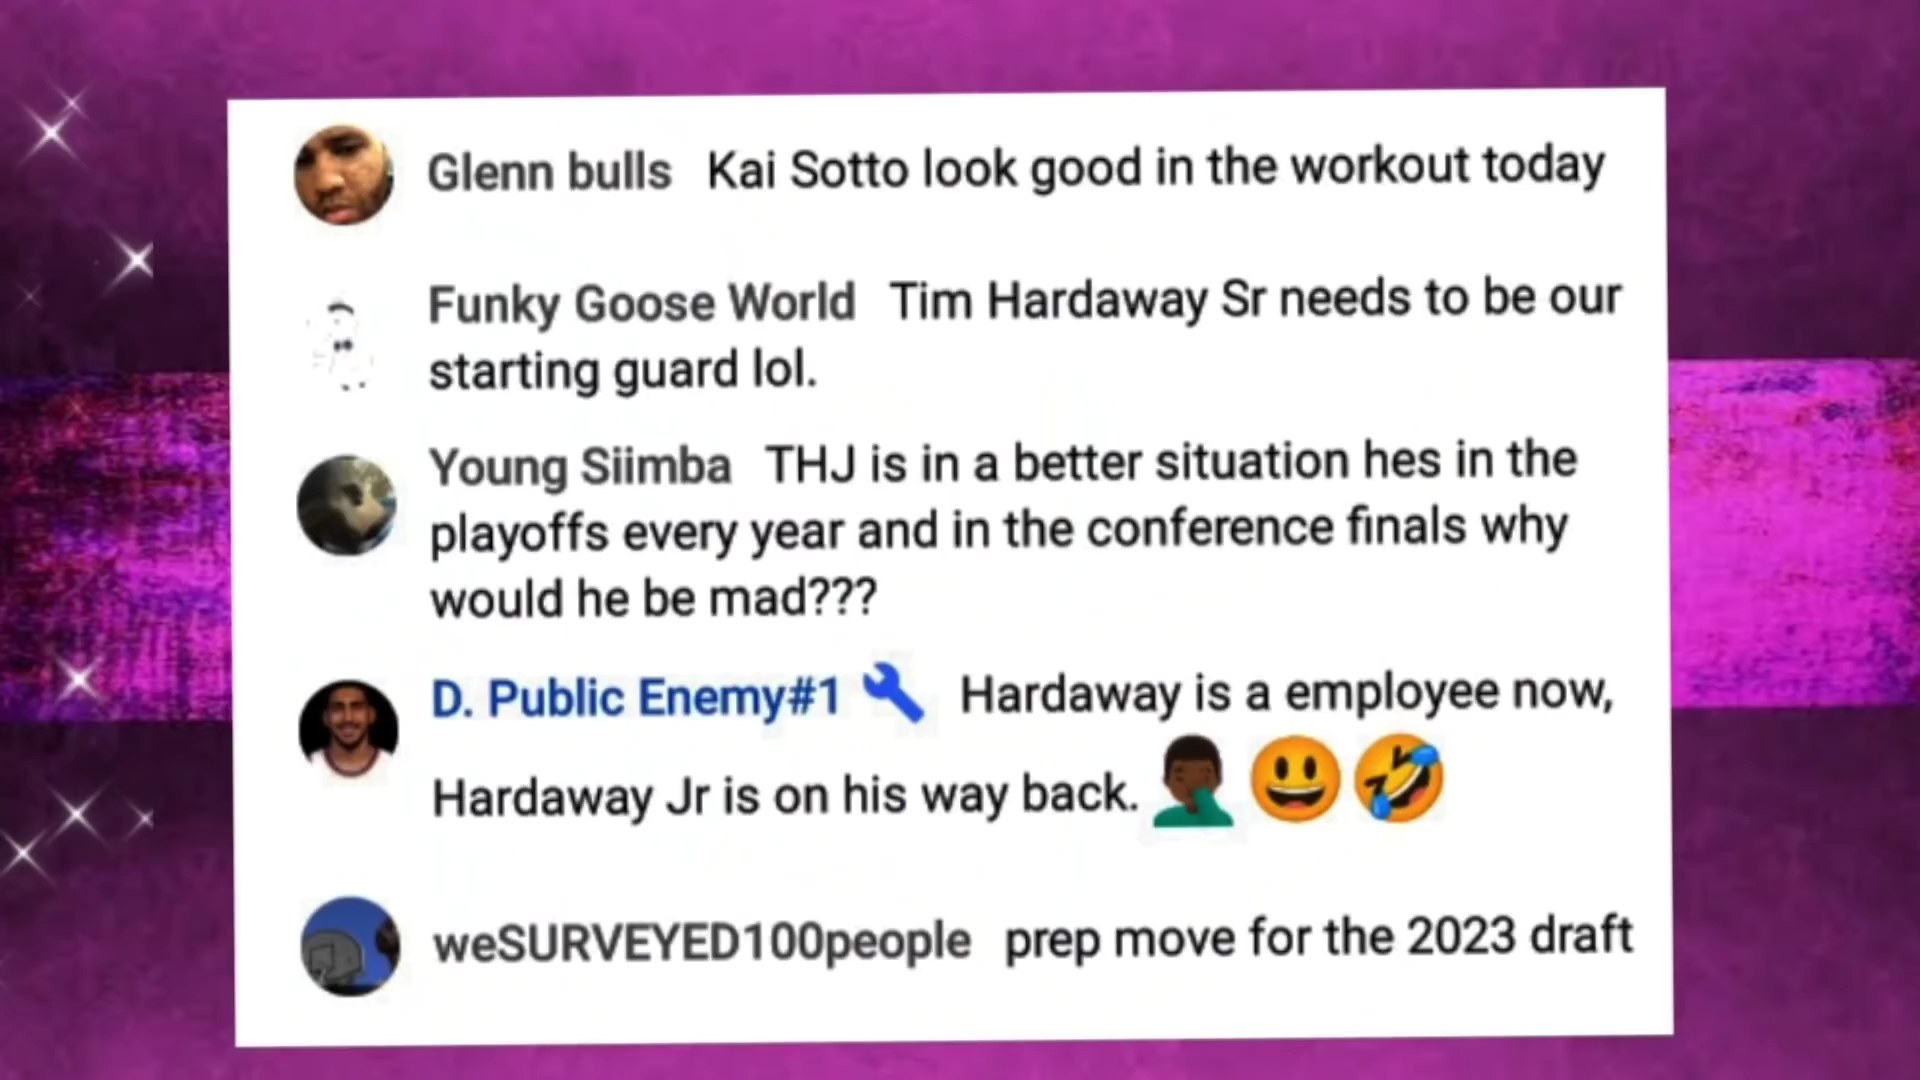 Glenn bulls Kai Sotto look good in the workout today
Funky Goose World Tim Hardaway Sr needs to be our
starting guard lol.
Young Siimba THJ is in a better situation hes in the
playoffs every year and in the conference finals why
would he be mad???
D. Public Enemy#1 🔧 Hardaway is a employee now,
Hardaway Jr is on his way back. 🤦🏿‍♂️😃🤣
weSURVEYED100people prep move for the 2023 draft